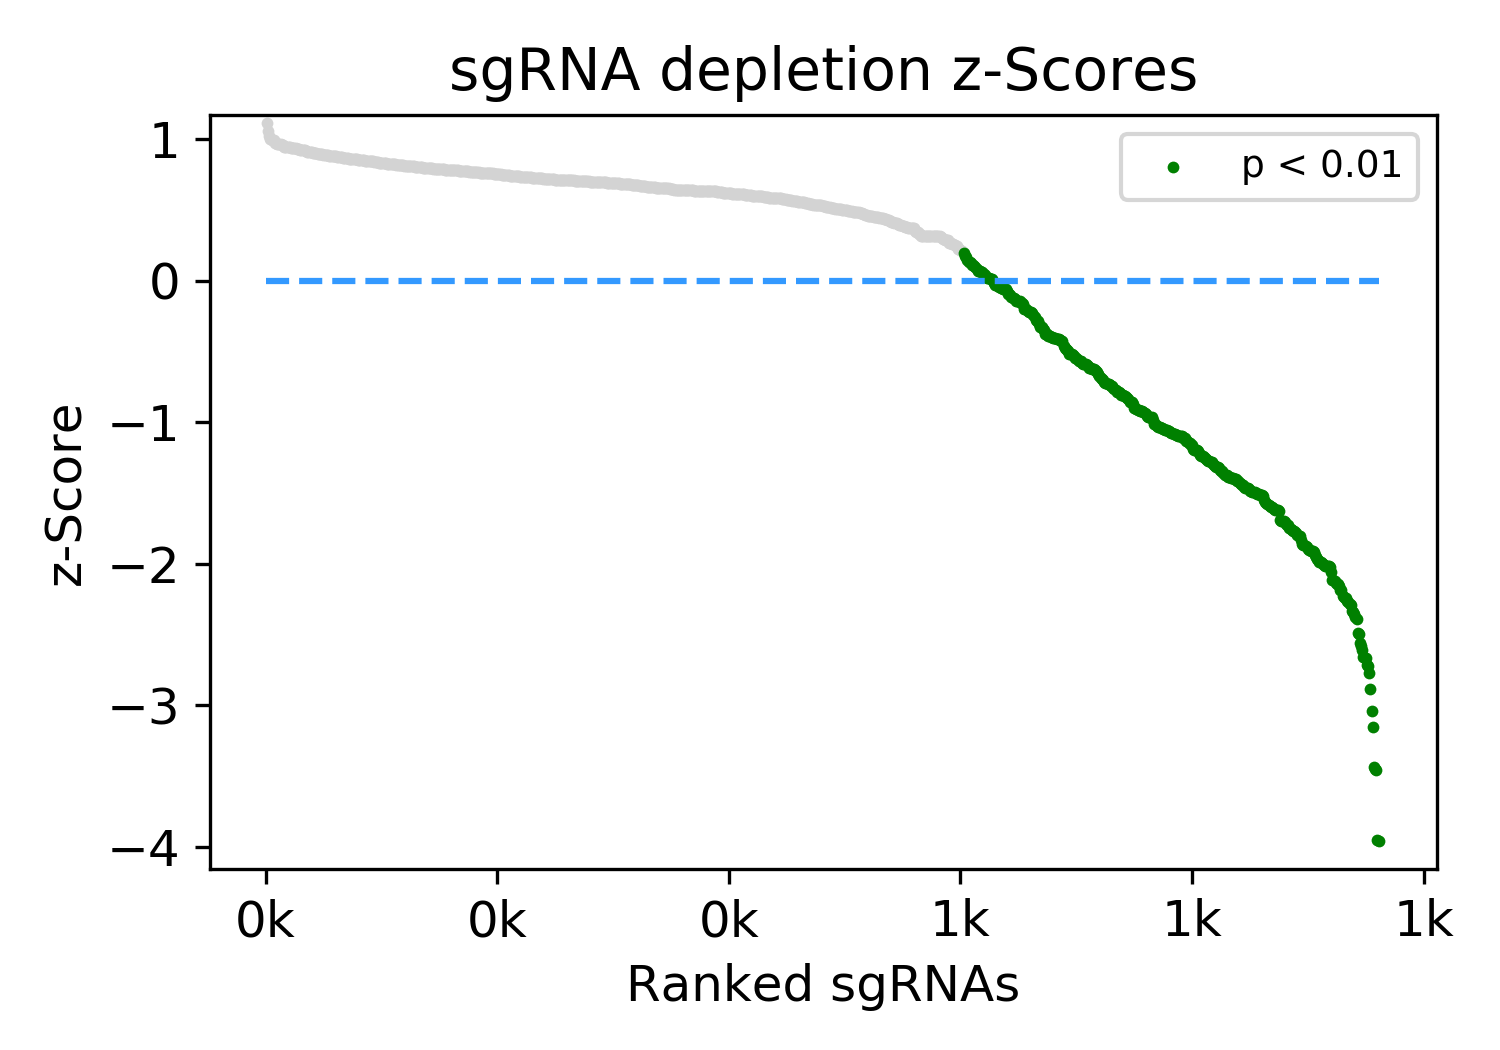 sgRNA depletion z-Scores
p < 0.01
1
0
−1
−2
−3
−4
z-Score
0k 0k 0k 1k 1k 1k
Ranked sgRNAs